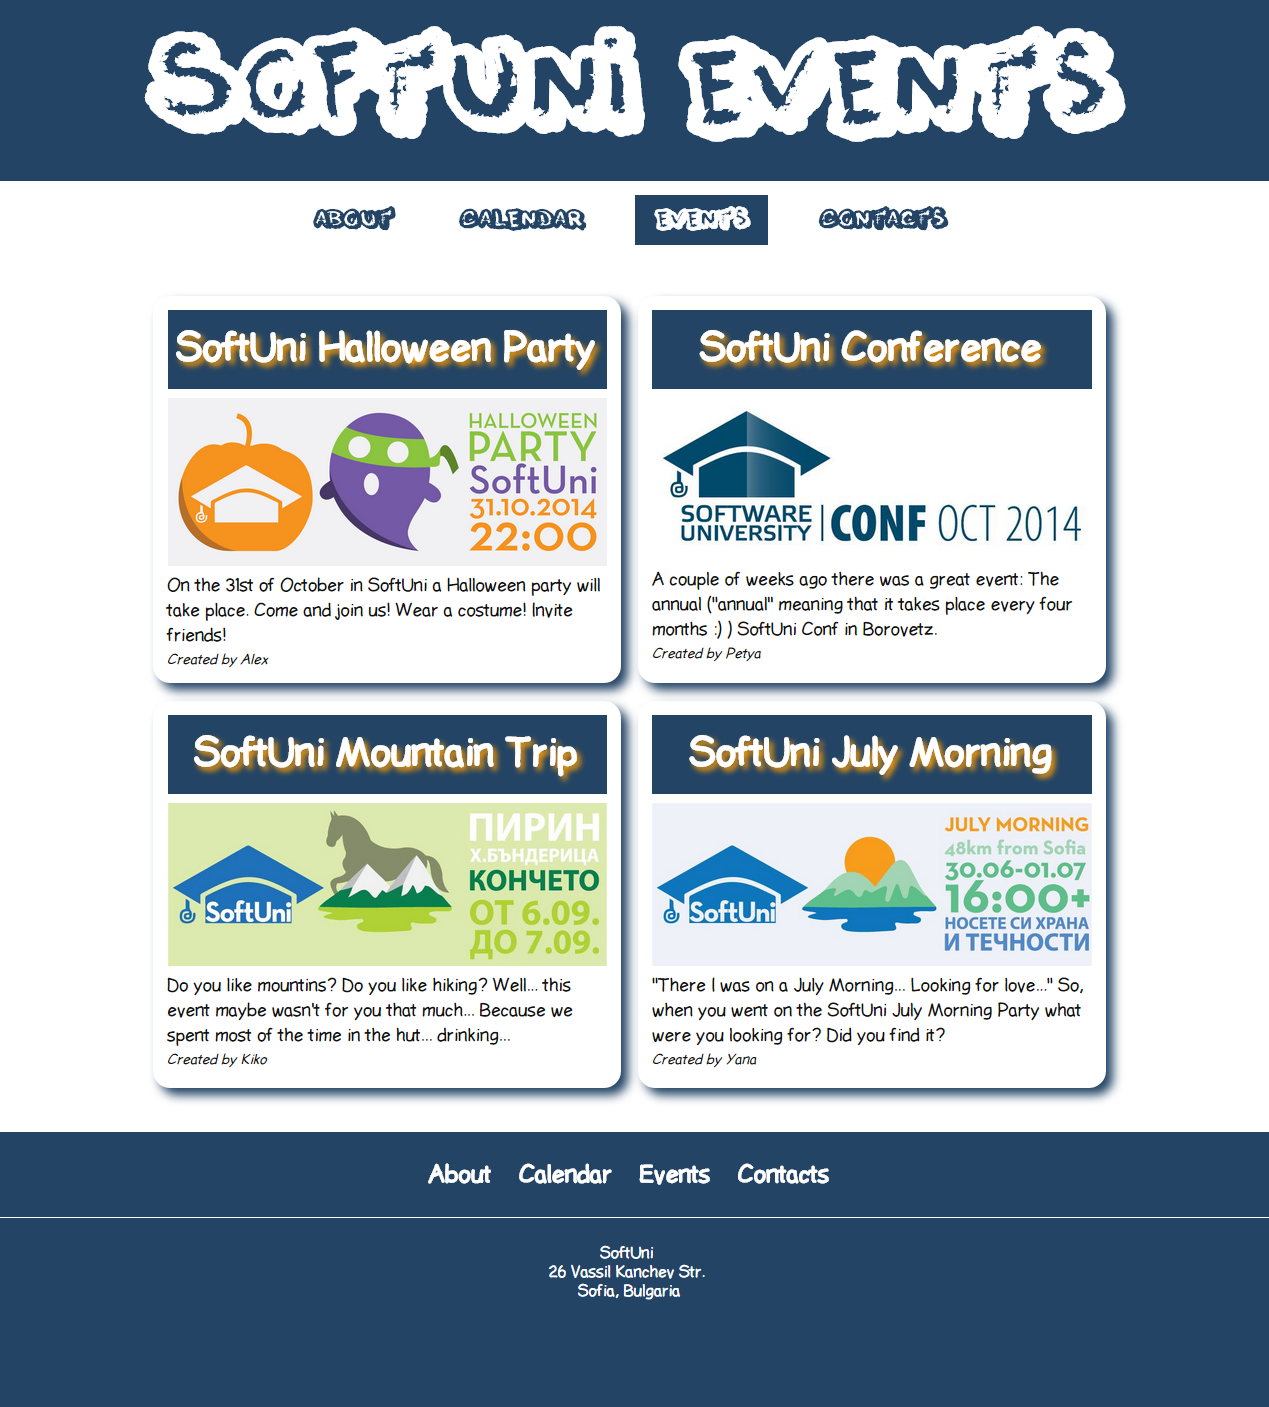 SOFTUNI EVENTS
ABOUT CALENDAR EVENTS CONTACTS
SoftUni Halloween Party
HALLOWEEN
PARTY
SoftUni
31.10.2014
22:00
On the 31st of October in SoftUni a Halloween party will
take place. Come and join us! Wear a costume! Invite
friends!
Created by Alex
SoftUni Conference
SOFTWARE
UNIVERSITY | CONF OCT 2014
A couple of weeks ago there was a great event: The
annual ("annual" meaning that it takes place every four
months :) ) SoftUni Conf in Borovetz.
Created by Petya
SoftUni Mountain Trip
SoftUni
ПИРИН
Х.БЪНДЕРИЦА
КОНЧЕТО
ОТ 6.09.
ДО 7.09.
Do you like mountins? Do you like hiking? Well... this
event maybe wasn't for you that much... Because we
spent most of the time in the hut... drinking...
Created by Kiko
SoftUni July Morning
SoftUni
JULY MORNING
48km from Sofia
30.06-01.07
16:00+
НОСЕТЕ СИ ХРАНА
И ТЕЧНОСТИ
"There I was on a July Morning... Looking for love..." So,
when you went on the SoftUni July Morning Party what
were you looking for? Did you find it?
Created by Yana
About Calendar Events Contacts
SoftUni
26 Vassil Kanchev Str.
Sofia, Bulgaria